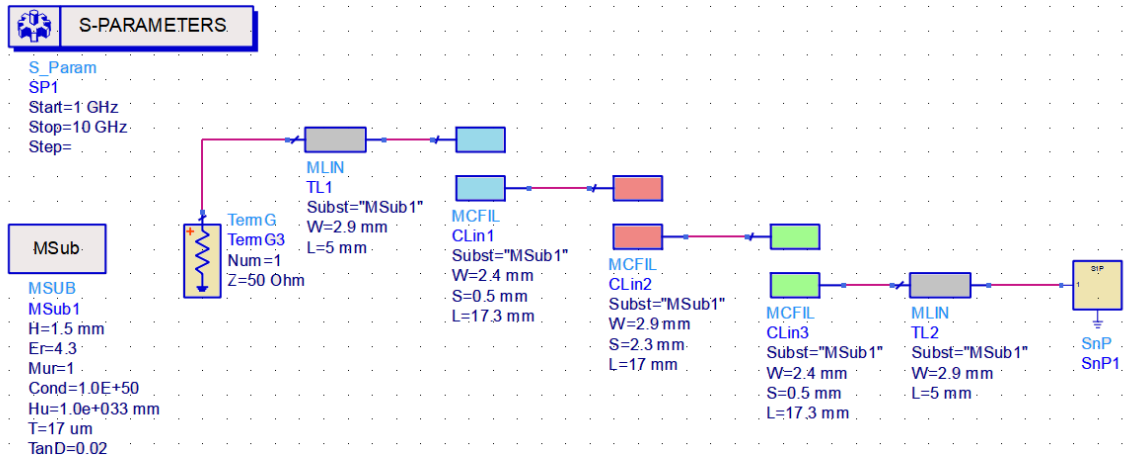 S-PARAMETERS
S_Param
SP1
Start=1 GHz
Stop=10 GHz
Step=
MLIN
TL1
Subst="MSub1"
W=2.9 mm
L=5 mm
TermG
TermG3
Num=1
Z=50 Ohm
MCFIL
CLin1
Subst="MSub1"
W=2.4 mm
S=0.5 mm
L=17.3 mm
MCFIL
CLin2
Subst="MSub1"
W=2.9 mm
S=2.3 mm
L=17 mm
MCFIL
CLin3
Subst="MSub1"
W=2.4 mm
S=0.5 mm
L=17.3 mm
MLIN
TL2
Subst="MSub1"
W=2.9 mm
L=5 mm
S1P
1
SnP
SnP1
MSub
MSUB
MSub1
H=1.5 mm
Er=4.3
Mur=1
Cond=1.0E+50
Hu=1.0e+033 mm
T=17 um
TanD=0.02